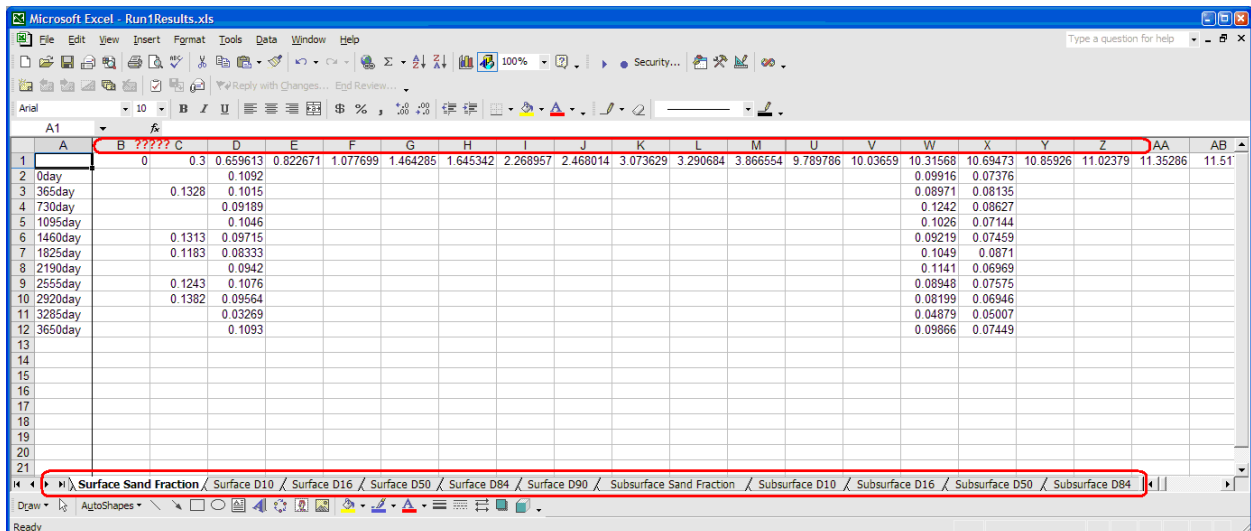 Microsoft Excel - Run1Results.xls
File Edit View Insert Format Tools Data Window Help Type a question for help
100% Security...
Reply with Changes... End Review...
Arial 10 B I U $ % ,
A1 fx
A B ????? C D E F G H I J K L M U V W X Y Z AA AB
1 0 0.3 0.659613 0.822671 1.077699 1.464285 1.645342 2.268957 2.468014 3.073629 3.290684 3.866554 9.789786 10.03659 10.31568 10.69473 10.85926 11.02379 11.35286 11.51
2 0day 0.1092 0.09916 0.07376
3 365day 0.1328 0.1015 0.08971 0.08135
4 730day 0.09189 0.1242 0.08627
5 1095day 0.1046 0.1026 0.07144
6 1460day 0.1313 0.09715 0.09219 0.07459
7 1825day 0.1183 0.08333 0.1049 0.0871
8 2190day 0.0942 0.1141 0.06969
9 2555day 0.1243 0.1076 0.08948 0.07575
10 2920day 0.1382 0.09564 0.08199 0.06946
11 3285day 0.03269 0.04879 0.05007
12 3650day 0.1093 0.09866 0.07449
13
14
15
16
17
18
19
20
21
Surface Sand Fraction / Surface D10 / Surface D16 / Surface D50 / Surface D84 / Surface D90 / Subsurface Sand Fraction / Subsurface D10 / Subsurface D16 / Subsurface D50 / Subsurface D84
Draw AutoShapes
Ready